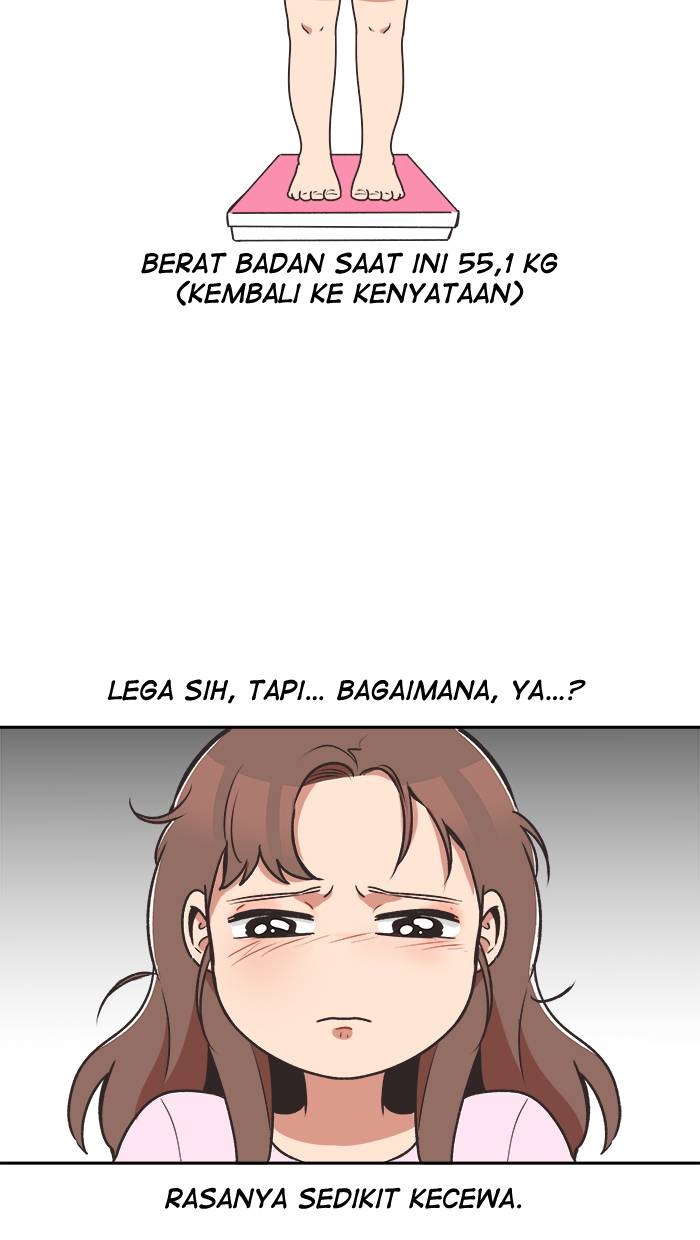 BERAT BADAN SAAT INI 55,1 KG
(KEMBALI KE KENYATAAN)
LEGA SIH, TAPI... BAGAIMANA, YA...?
RASANYA SEDIKIT KECEWA.